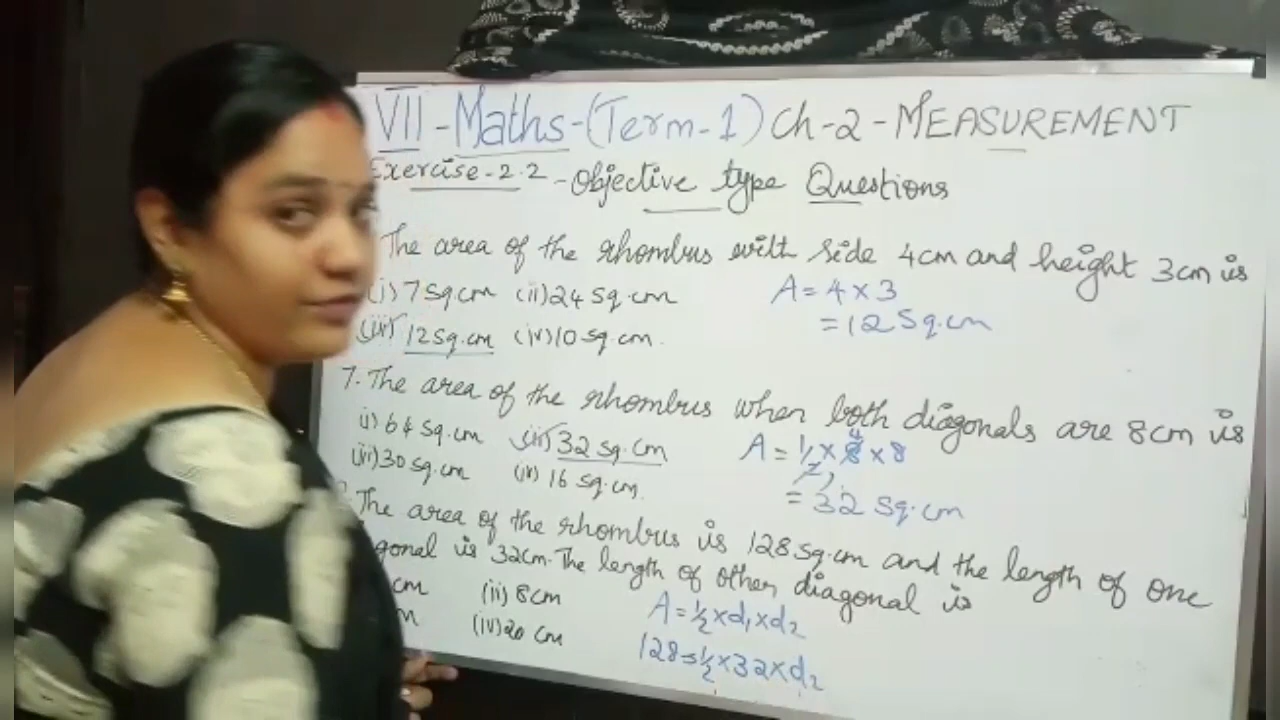 VII - Maths - (Term - 1) Ch - 2 - MEASUREMENT
Exercise - 2.2 - Objective type Questions
The area of the rhombus with side 4cm and height 3cm is
(i) 7 Sq.cm (ii) 24 Sq.cm A = 4 × 3
(iii) 12 Sq.cm (iv) 10 Sq.cm. = 12 Sq.cm
7. The area of the rhombus when both diagonals are 8cm is
(i) 64 Sq.cm (ii) 32 Sq.cm A = 1/2 × 8 × 8
(iii) 30 Sq.cm (iv) 16 Sq.cm. = 32 Sq.cm
The area of the rhombus is 128 Sq.cm and the length of one
gonal is 32cm. The length of other diagonal is
cm (ii) 8cm A = 1/2 × d1 × d2
m (iv) 20 cm 128 = 1/2 × 32 × d2